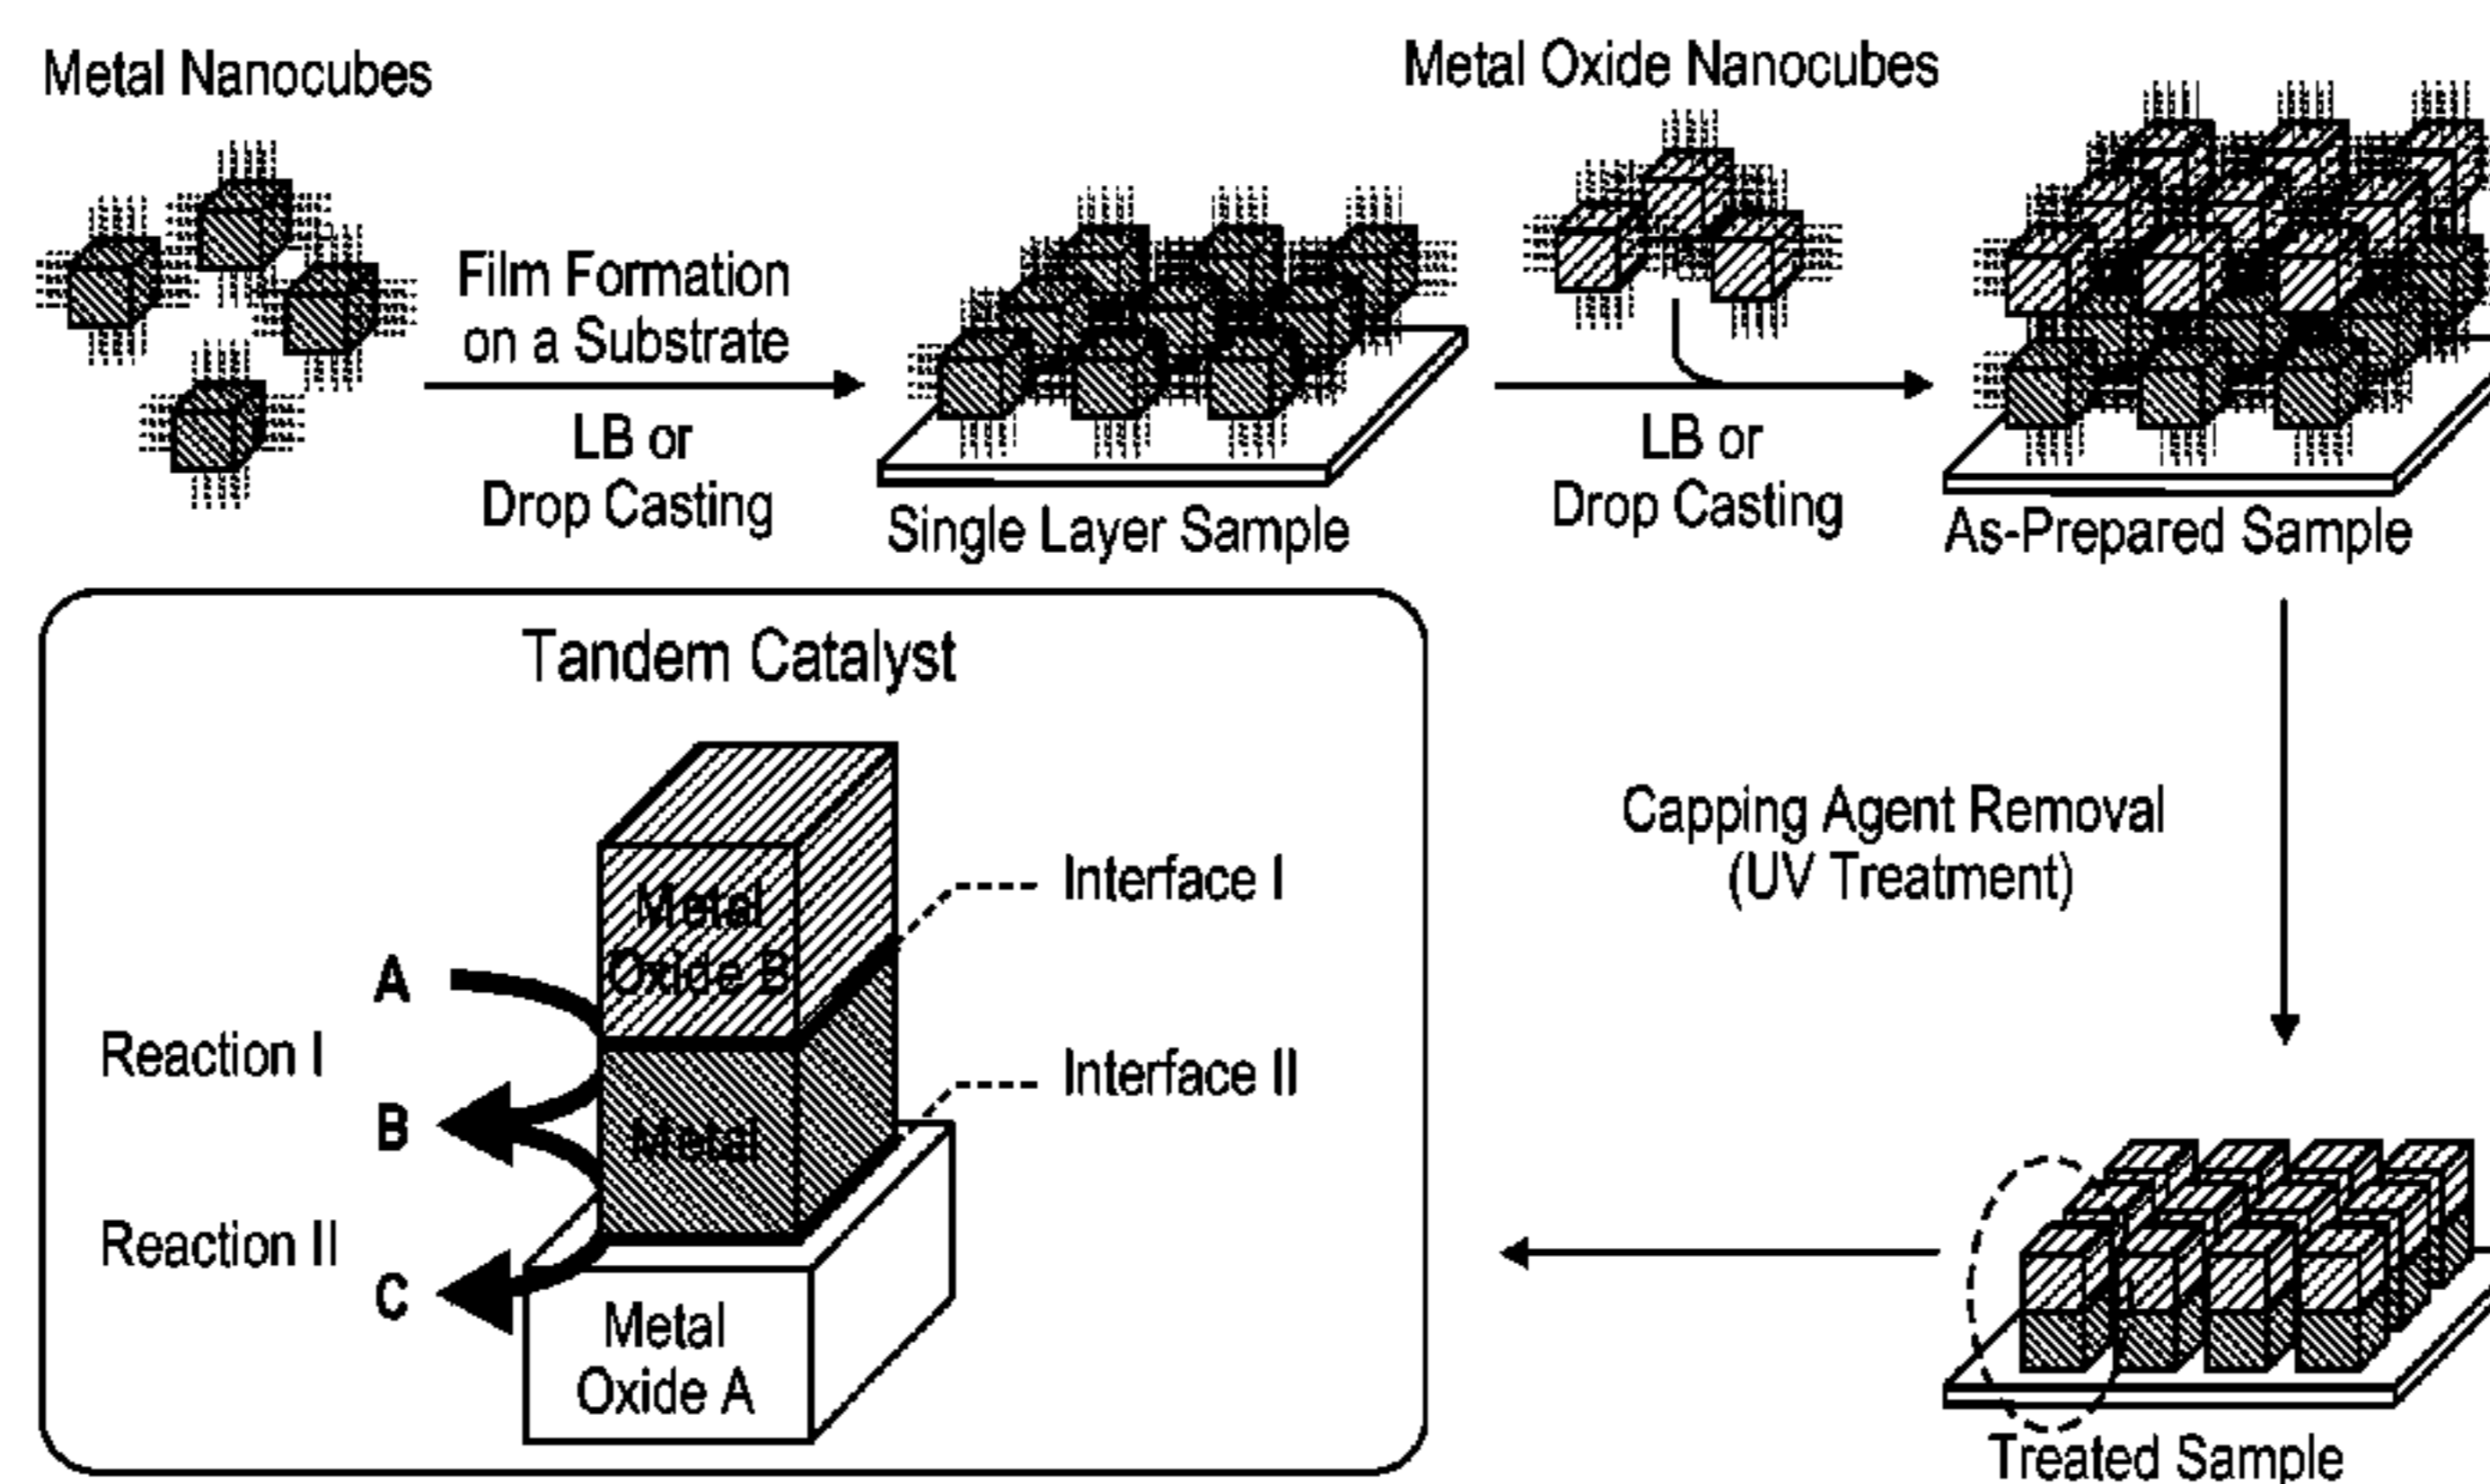 Metal Nanocubes
Film Formation
on a Substrate
LB or
Drop Casting
Single Layer Sample
Metal Oxide Nanocubes
LB or
Drop Casting
As-Prepared Sample
Capping Agent Removal
(UV Treatment)
Treated Sample
Tandem Catalyst
Metal
Oxide B
Interface I
A
Reaction I
Interface II
B
Metal
Reaction II
C
Metal
Oxide A